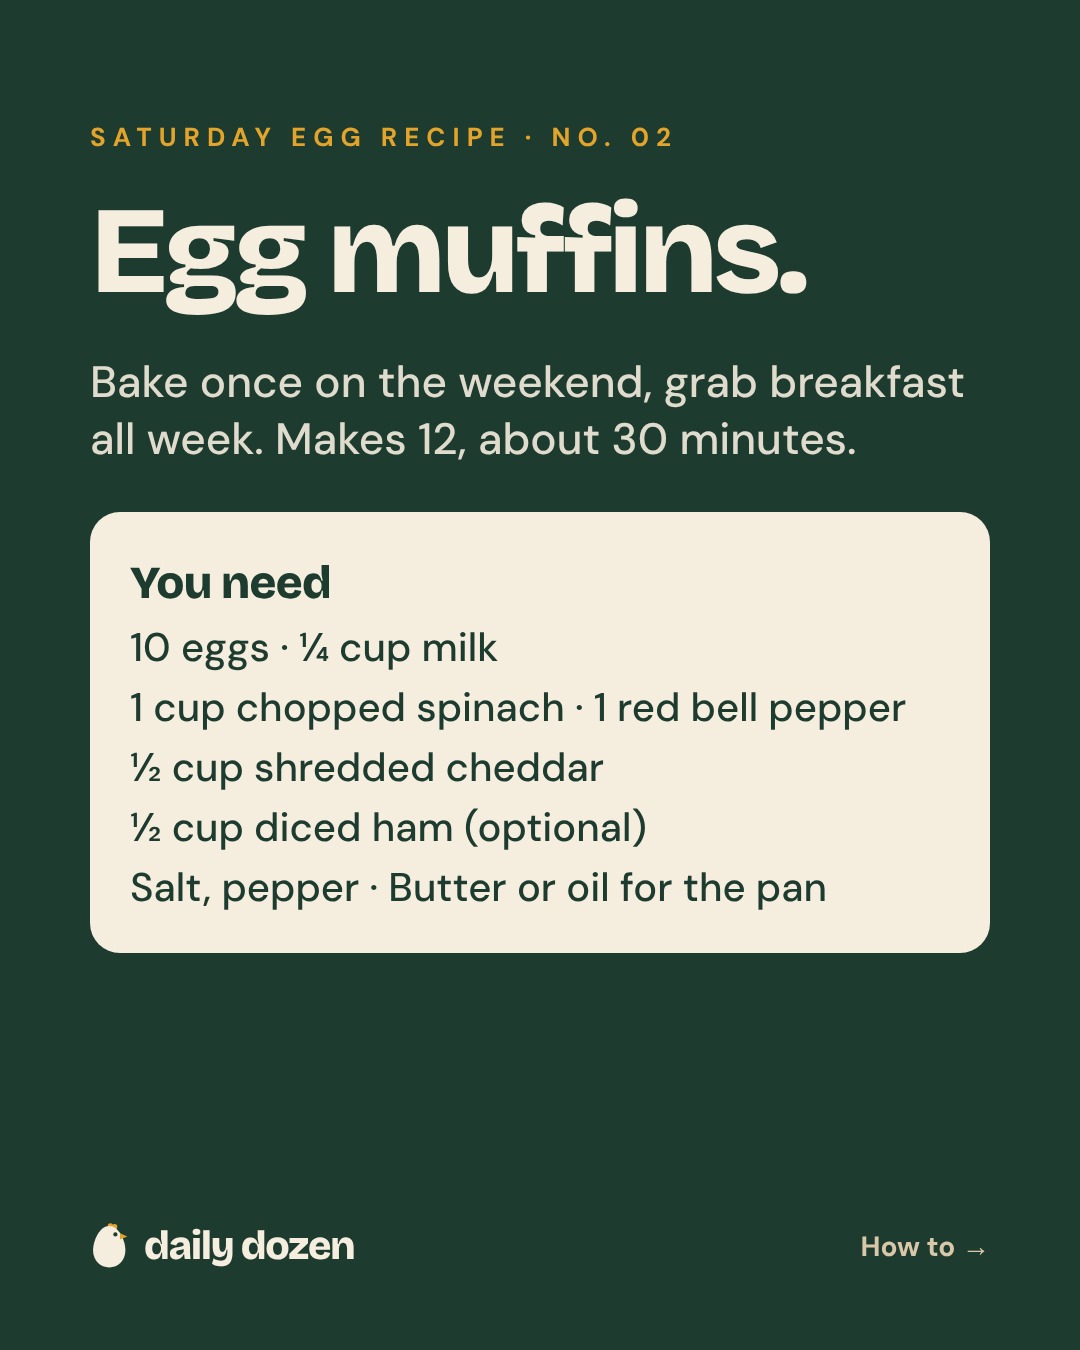 SATURDAY EGG RECIPE · NO. 02
Egg muffins.
Bake once on the weekend, grab breakfast
all week. Makes 12, about 30 minutes.
You need
10 eggs · ¼ cup milk
1 cup chopped spinach · 1 red bell pepper
½ cup shredded cheddar
½ cup diced ham (optional)
Salt, pepper · Butter or oil for the pan
daily dozen
How to →